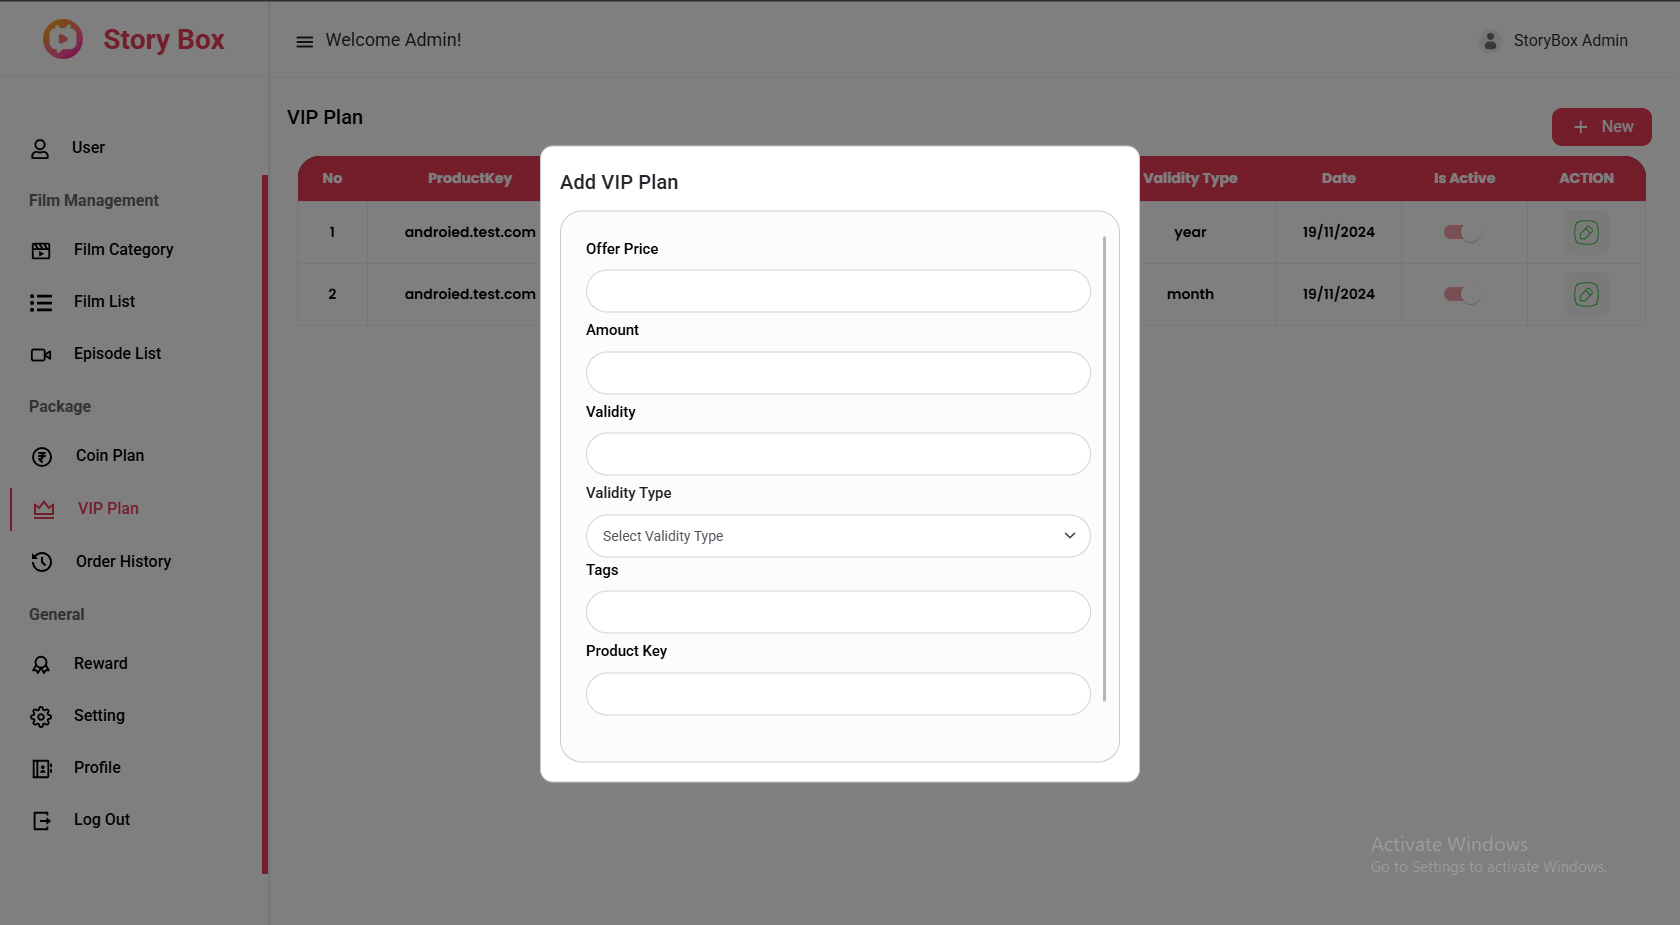 Story Box
Welcome Admin!
StoryBox Admin
User
Film Management
Film Category
Film List
Episode List
Package
Coin Plan
VIP Plan
Order History
General
Reward
Setting
Profile
Log Out
VIP Plan
New
No ProductKey Validity Type Date Is Active ACTION
1 androied.test.com year 19/11/2024
2 androied.test.com month 19/11/2024
Add VIP Plan
Offer Price
Amount
Validity
Validity Type
Select Validity Type
Tags
Product Key
Activate Windows
Go to Settings to activate Windows.